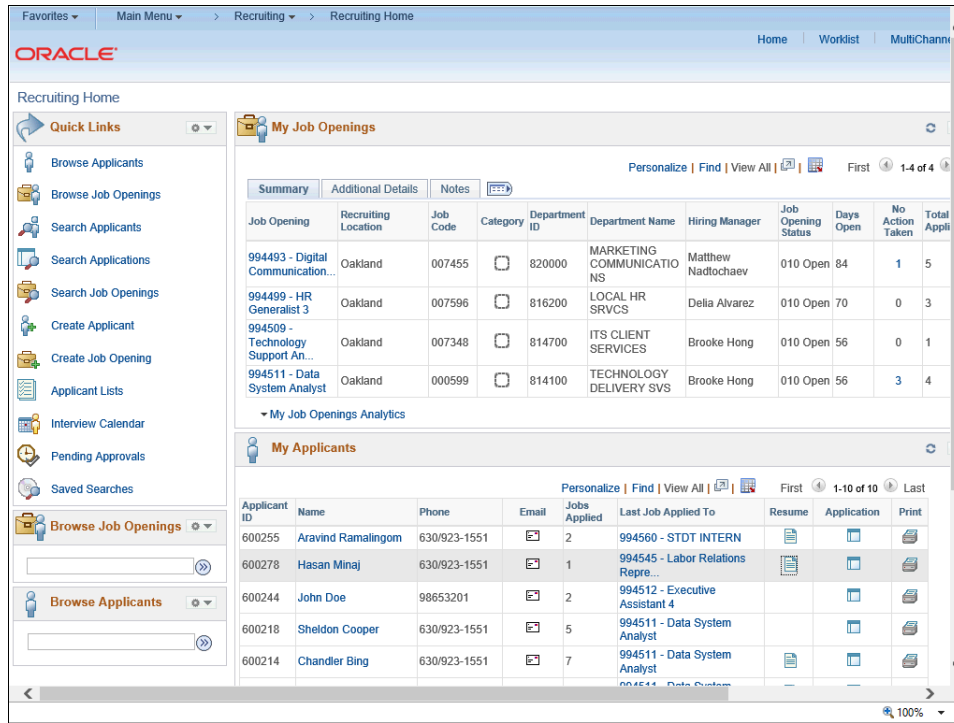 Favorites Main Menu > Recruiting > Recruiting Home
Home Worklist MultiChanne
ORACLE
Recruiting Home
Quick Links
Browse Applicants
Browse Job Openings
Search Applicants
Search Applications
Search Job Openings
Create Applicant
Create Job Opening
Applicant Lists
Interview Calendar
Pending Approvals
Saved Searches
Browse Job Openings
Browse Applicants
My Job Openings
Personalize | Find | View All | | First 1-4 of 4
Summary Additional Details Notes
Job Opening Recruiting Location Job Code Category Department ID Department Name Hiring Manager Job Opening Status Days Open No Action Taken Total Appli
994493 - Digital Communication... Oakland 007455 820000 MARKETING COMMUNICATIO NS Matthew Nadtochaev 010 Open 84 1 5
994499 - HR Generalist 3 Oakland 007596 816200 LOCAL HR SRVCS Delia Alvarez 010 Open 70 0 3
994509 - Technology Support An... Oakland 007348 814700 ITS CLIENT SERVICES Brooke Hong 010 Open 56 0 1
994511 - Data System Analyst Oakland 000599 814100 TECHNOLOGY DELIVERY SVS Brooke Hong 010 Open 56 3 4
My Job Openings Analytics
My Applicants
Personalize | Find | View All | | First 1-10 of 10 Last
Applicant ID Name Phone Email Jobs Applied Last Job Applied To Resume Application Print
600255 Aravind Ramalingom 630/923-1551 2 994560 - STDT INTERN
600278 Hasan Minaj 630/923-1551 1 994545 - Labor Relations Repre...
600244 John Doe 98653201 2 994512 - Executive Assistant 4
600218 Sheldon Cooper 630/923-1551 5 994511 - Data System Analyst
600214 Chandler Bing 630/923-1551 7 994511 - Data System Analyst
994511 - Data System
100%